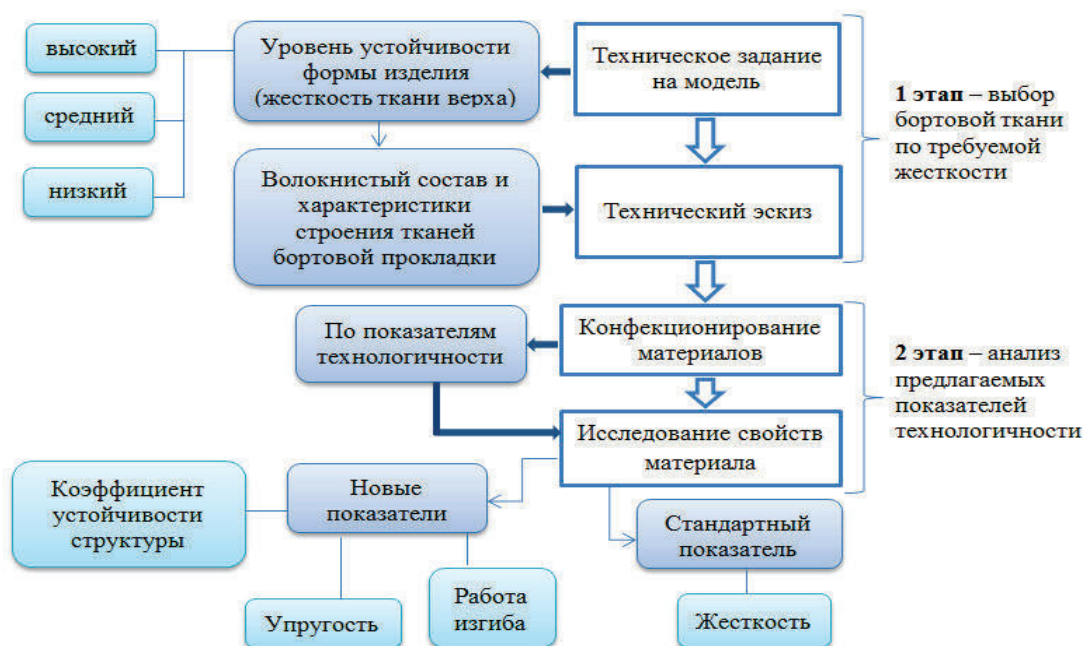 высокий
средний
низкий
Уровень устойчивости
формы изделия
(жесткость ткани верха)
Техническое задание
на модель
1 этап – выбор
бортовой ткани
по требуемой
жесткости
Волокнистый состав и
характеристики
строения тканей
бортовой прокладки
Технический эскиз
По показателям
технологичности
Конфекционирование
материалов
2 этап – анализ
предлагаемых
показателей
технологичности
Исследование свойств
материала
Коэффициент
устойчивости
структуры
Новые
показатели
Стандартный
показатель
Упругость
Работа
изгиба
Жесткость